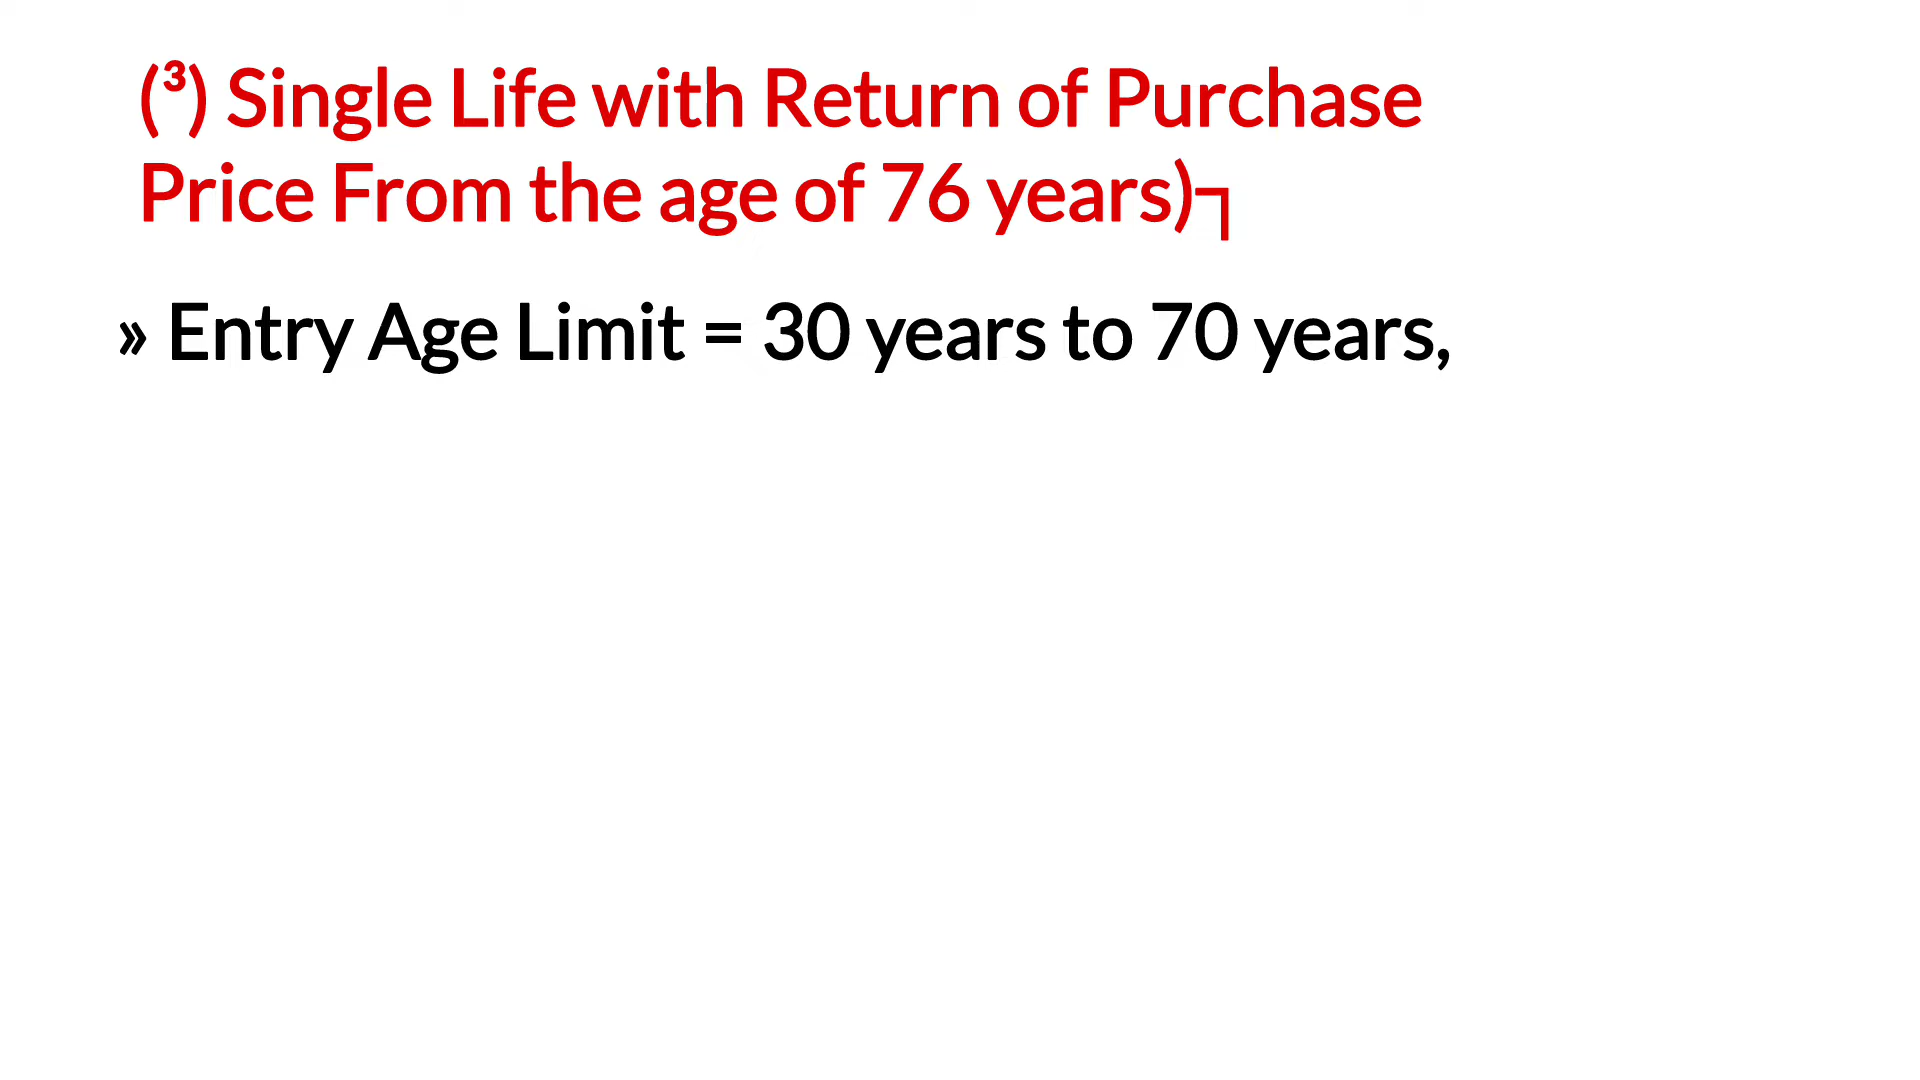 (³) Single Life with Return of Purchase
Price From the age of 76 years)┐
» Entry Age Limit = 30 years to 70 years,